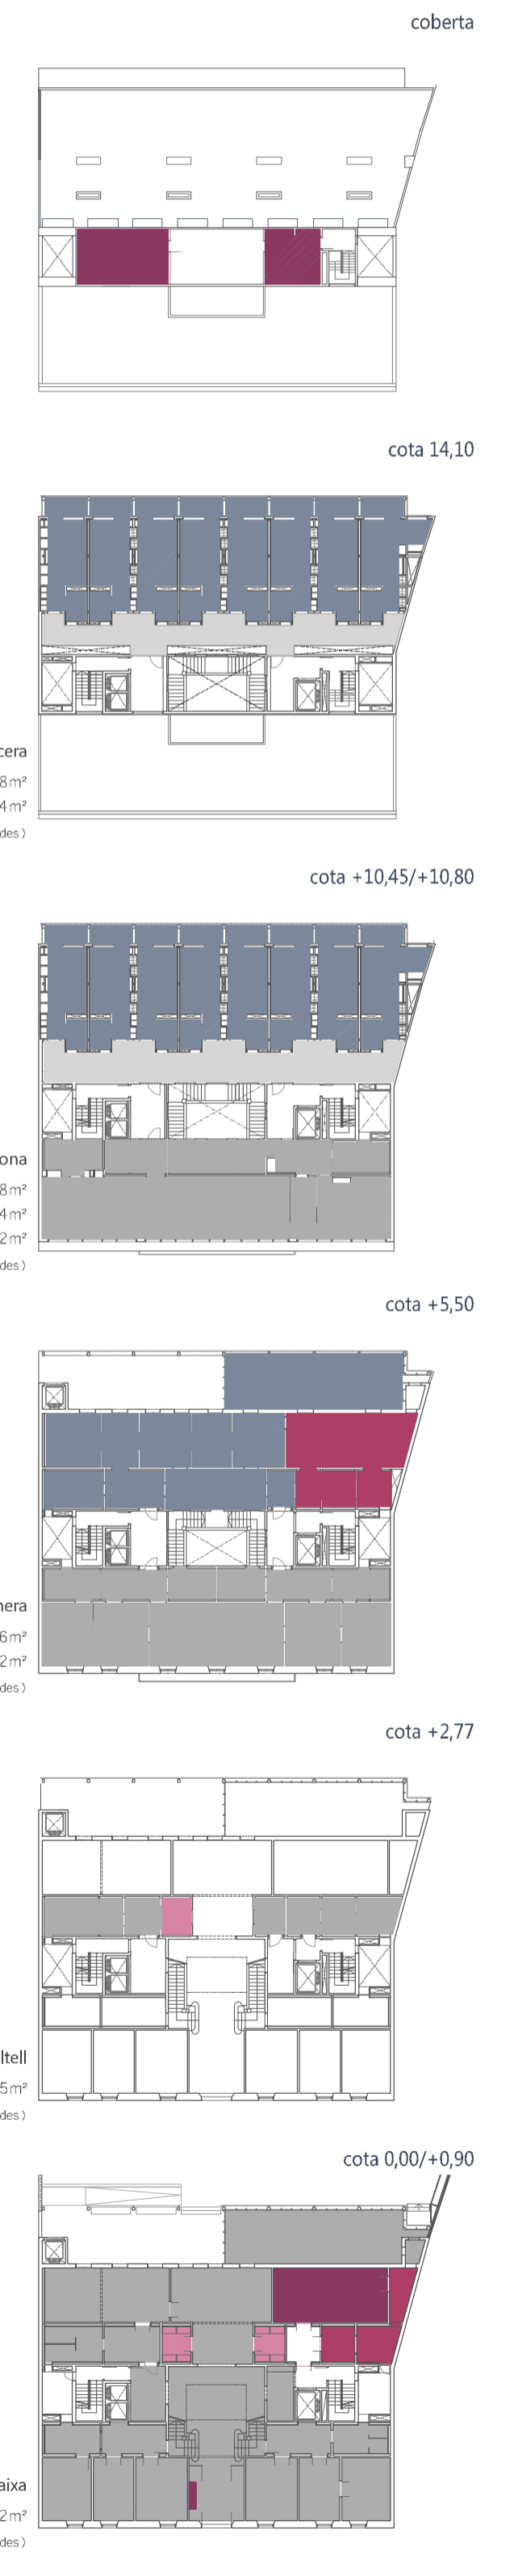 coberta
cota 14,10
cera
8 m²
4 m²
des )
cota +10,45/+10,80
ona
8 m²
4 m²
2 m²
des )
cota +5,50
nera
6 m²
2 m²
des )
cota +2,77
ltell
5 m²
des )
cota 0,00/+0,90
aixa
2 m²
des )